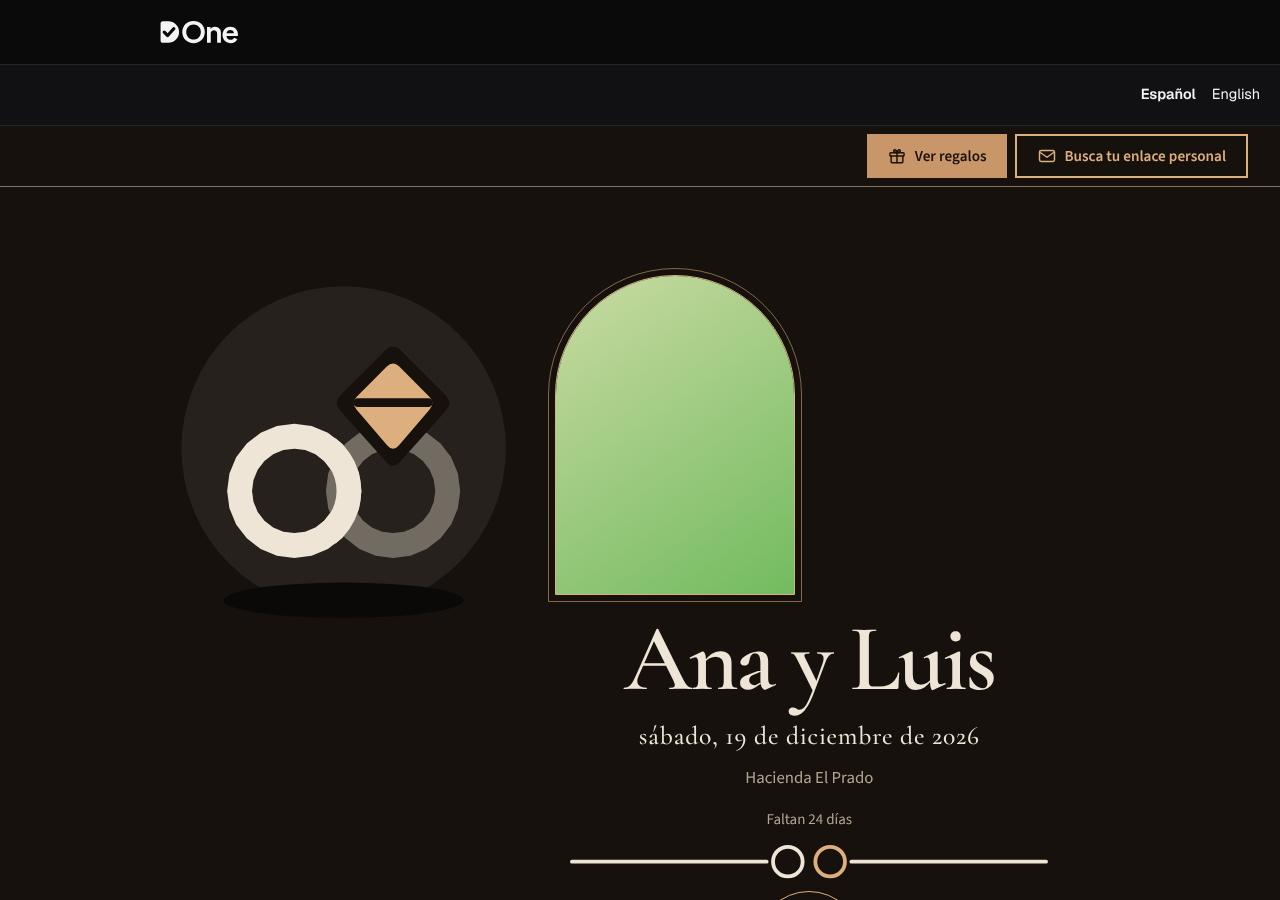 One
Español English
Ver regalos Busca tu enlace personal
Ana y Luis
sábado, 19 de diciembre de 2026
Hacienda El Prado
Faltan 24 días